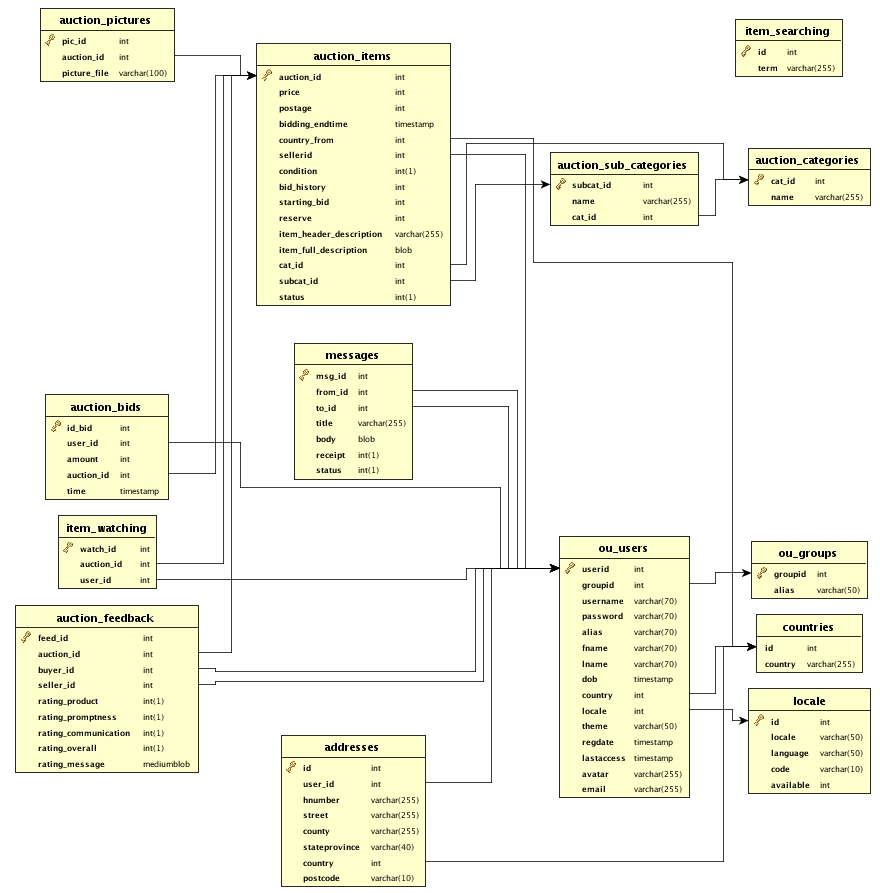 auction_pictures
pic_id int
auction_id int
picture_file varchar(100)
auction_items
auction_id int
price int
postage int
bidding_endtime timestamp
country_from int
sellerid int
condition int(1)
bid_history int
starting_bid int
reserve int
item_header_description varchar(255)
item_full_description blob
cat_id int
subcat_id int
status int(1)
item_searching
id int
term varchar(255)
auction_sub_categories
subcat_id int
name varchar(255)
cat_id int
auction_categories
cat_id int
name varchar(255)
messages
msg_id int
from_id int
to_id int
title varchar(255)
body blob
receipt int(1)
status int(1)
auction_bids
id_bid int
user_id int
amount int
auction_id int
time timestamp
item_watching
watch_id int
auction_id int
user_id int
auction_feedback
feed_id int
auction_id int
buyer_id int
seller_id int
rating_product int(1)
rating_promptness int(1)
rating_communication int(1)
rating_overall int(1)
rating_message mediumblob
ou_users
userid int
groupid int
username varchar(70)
password varchar(70)
alias varchar(70)
fname varchar(70)
lname varchar(70)
dob timestamp
country int
locale int
theme varchar(50)
regdate timestamp
lastaccess timestamp
avatar varchar(255)
email varchar(255)
ou_groups
groupid int
alias varchar(50)
countries
id int
country varchar(255)
locale
id int
locale varchar(50)
language varchar(50)
code varchar(10)
available int
addresses
id int
user_id int
hnumber varchar(255)
street varchar(255)
county varchar(255)
stateprovince varchar(40)
country int
postcode varchar(10)